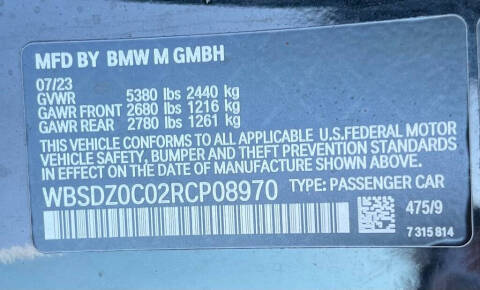 MFD BY BMW M GMBH
07/23
GVWR 5380 lbs 2440 kg
GAWR FRONT 2680 lbs 1216 kg
GAWR REAR 2780 lbs 1261 kg
THIS VEHICLE CONFORMS TO ALL APPLICABLE U.S.FEDERAL MOTOR
VEHICLE SAFETY, BUMPER AND THEFT PREVENTION STANDARDS
IN EFFECT ON THE DATE OF MANUFACTURE SHOWN ABOVE.
WBSDZ0C02RCP08970 TYPE: PASSENGER CAR
475/9
7 315 814